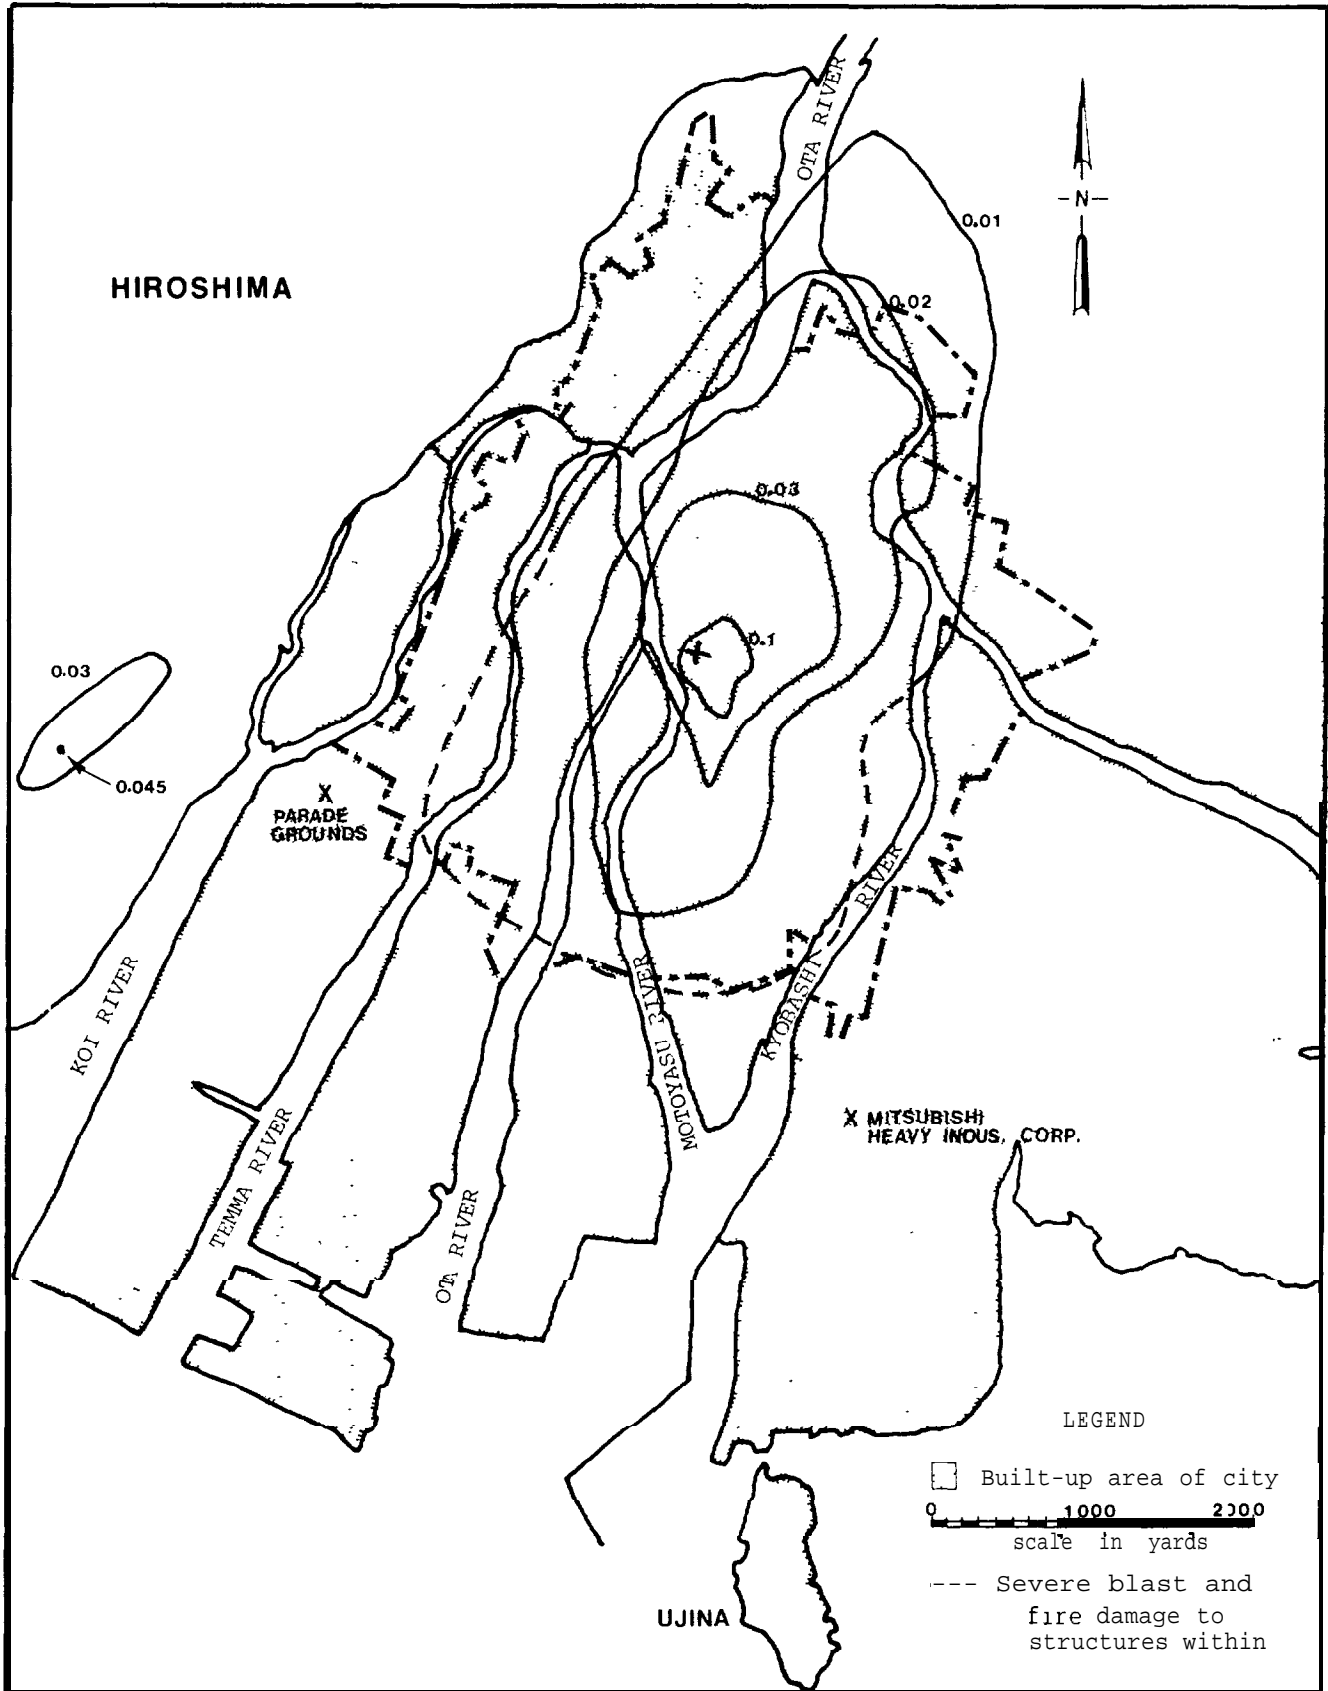 OTA RIVER
-N-
0.01
HIROSHIMA
0.02
0.03
0.1
0.03
0.045
X
PARADE
GROUNDS
RIVER
KYOBASHI
KOI RIVER
MOTOYASU RIVER
X MITSUBISHI
HEAVY INOUS, CORP.
TEMMA RIVER
OTA RIVER
LEGEND
Built-up area of city
0 1000 2000
scale in yards
--- Severe blast and
fire damage to
structures within
UJINA